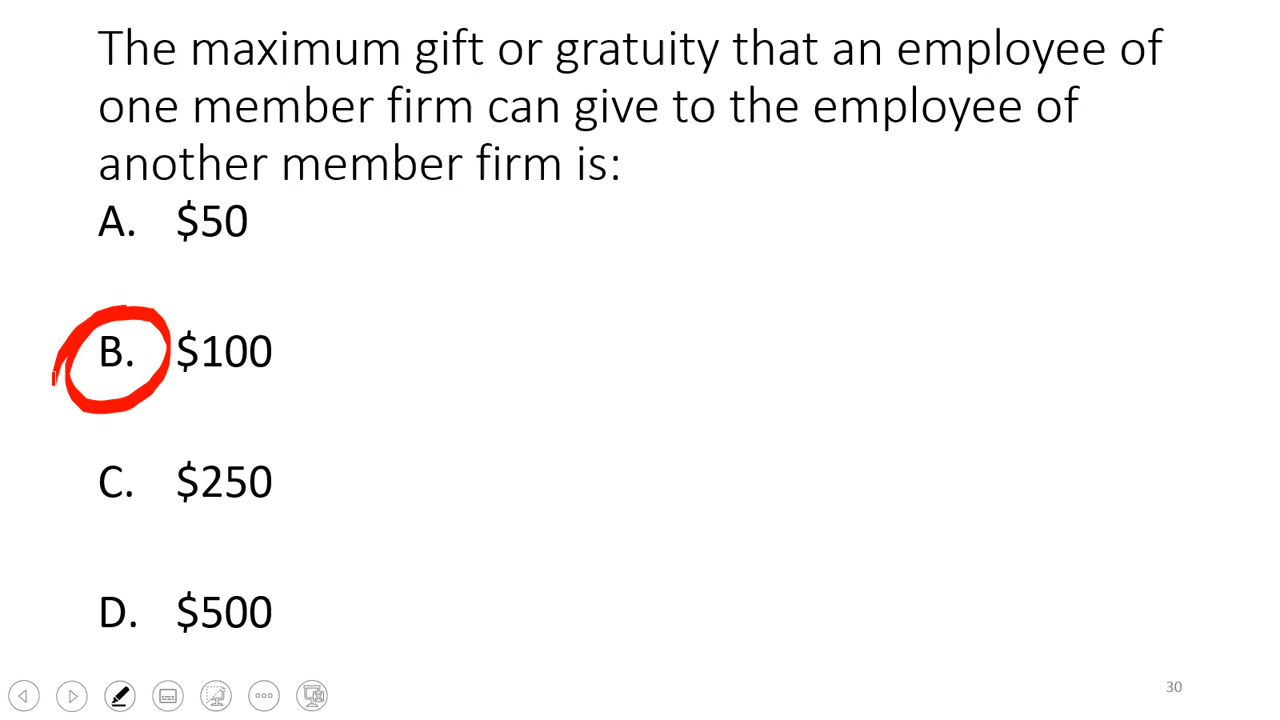 The maximum gift or gratuity that an employee of
one member firm can give to the employee of
another member firm is:
A. $50
B. $100
C. $250
D. $500
30